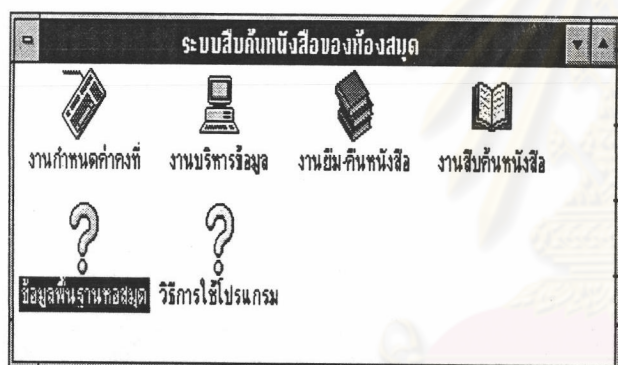 ระบบสืบค้นหนังสือของห้องสมุด
งานกำหนดค่าคงที่ งานบริหารข้อมูล งานยืม-คืนหนังสือ งานสืบค้นหนังสือ
ข้อมูลพื้นฐานหอสมุด วิธีการใช้โปรแกรม